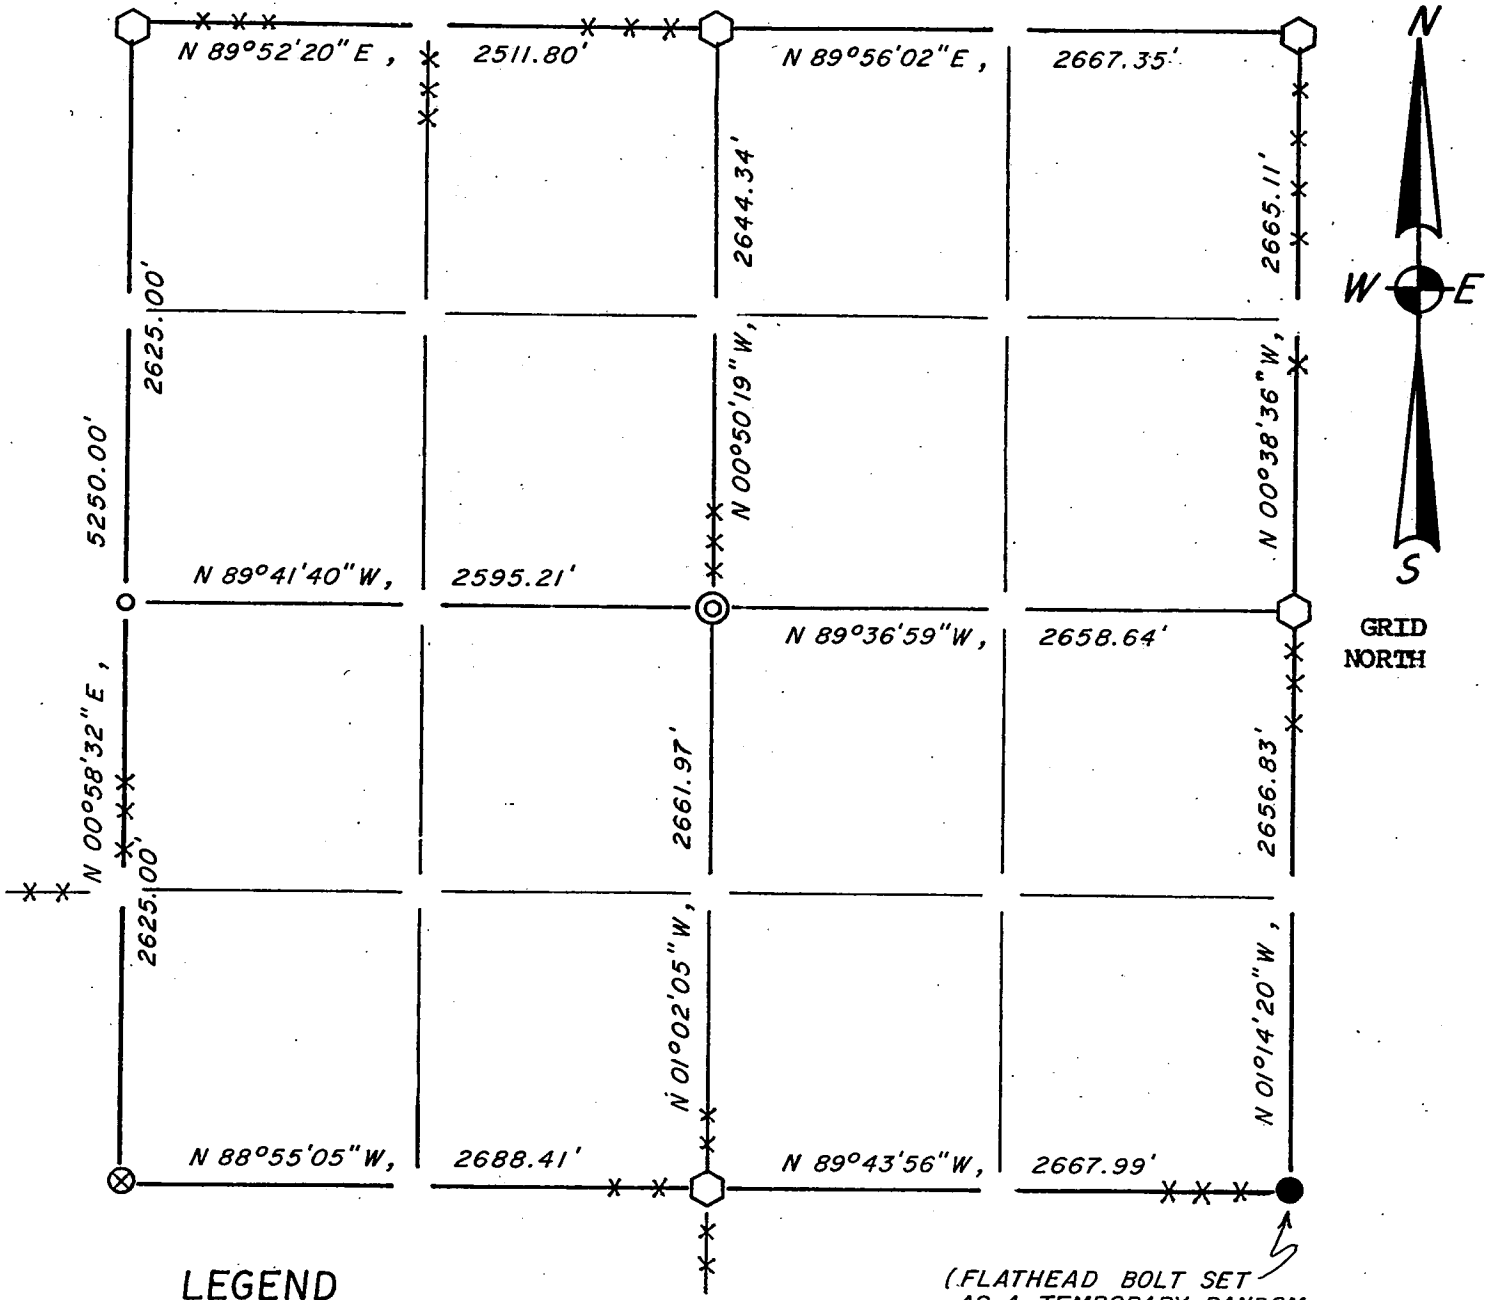 N
N 89°52'20" E , 2511.80'
N 89°56'02" E , 2667.35'
2644.34'
2665.11'
W E
2625.00'
N 00°50'19" W,
N 00°38'36" W,
5250.00'
S
N 89°41'40" W, 2595.21'
GRID
NORTH
N 89°36'59" W, 2658.64'
N 00°58'32" E ,
2661.97'
2656.83'
2625.00'
N 01°02'05" W,
N 01°14'20" W ,
N 88°55'05" W, 2688.41'
N 89°43'56" W, 2667.99'
LEGEND
(FLATHEAD BOLT SET
AS A TEMPORARY RANDOM